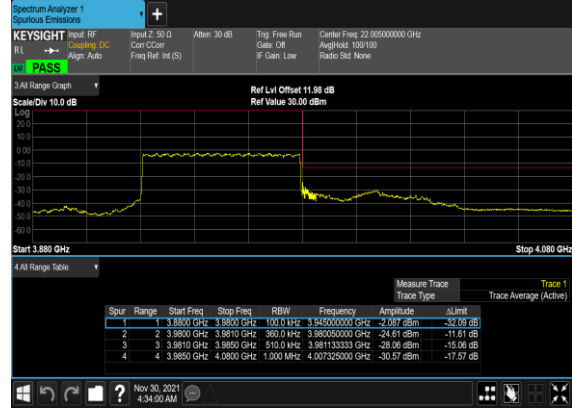 Spectrum Analyzer 1
Spurious Emissions
KEYSIGHT
RL
PASS
Input: RF
Coupling: DC
Align: Auto
Input Z: 50 Ω
Corr CCorr
Freq Ref: Int (S)
Atten: 30 dB
Trig: Free Run
Gate: Off
IF Gain: Low
Center Freq: 22.005000000 GHz
Avg|Hold: 100/100
Radio Std: None
3 All Range Graph
Ref Lvl Offset 11.98 dB
Scale/Div 10.0 dB
Ref Value 30.00 dBm
Log
20.0
10.0
0.00
-10.0
-20.0
-30.0
-40.0
-50.0
-60.0
Start 3.880 GHz
Stop 4.080 GHz
4 All Range Table
Measure Trace Trace 1
Trace Type Trace Average (Active)
Spur Range Start Freq Stop Freq RBW Frequency Amplitude ΔLimit
1 1 3.8800 GHz 3.9800 GHz 100.0 kHz 3.945000000 GHz -2.087 dBm -32.09 dB
2 2 3.9800 GHz 3.9810 GHz 360.0 kHz 3.980050000 GHz -24.61 dBm -11.61 dB
3 3 3.9810 GHz 3.9850 GHz 510.0 kHz 3.981133333 GHz -28.06 dBm -15.06 dB
4 4 3.9850 GHz 4.0800 GHz 1.000 MHz 4.007325000 GHz -30.57 dBm -17.57 dB
?
Nov 30, 2021
4:34:00 AM